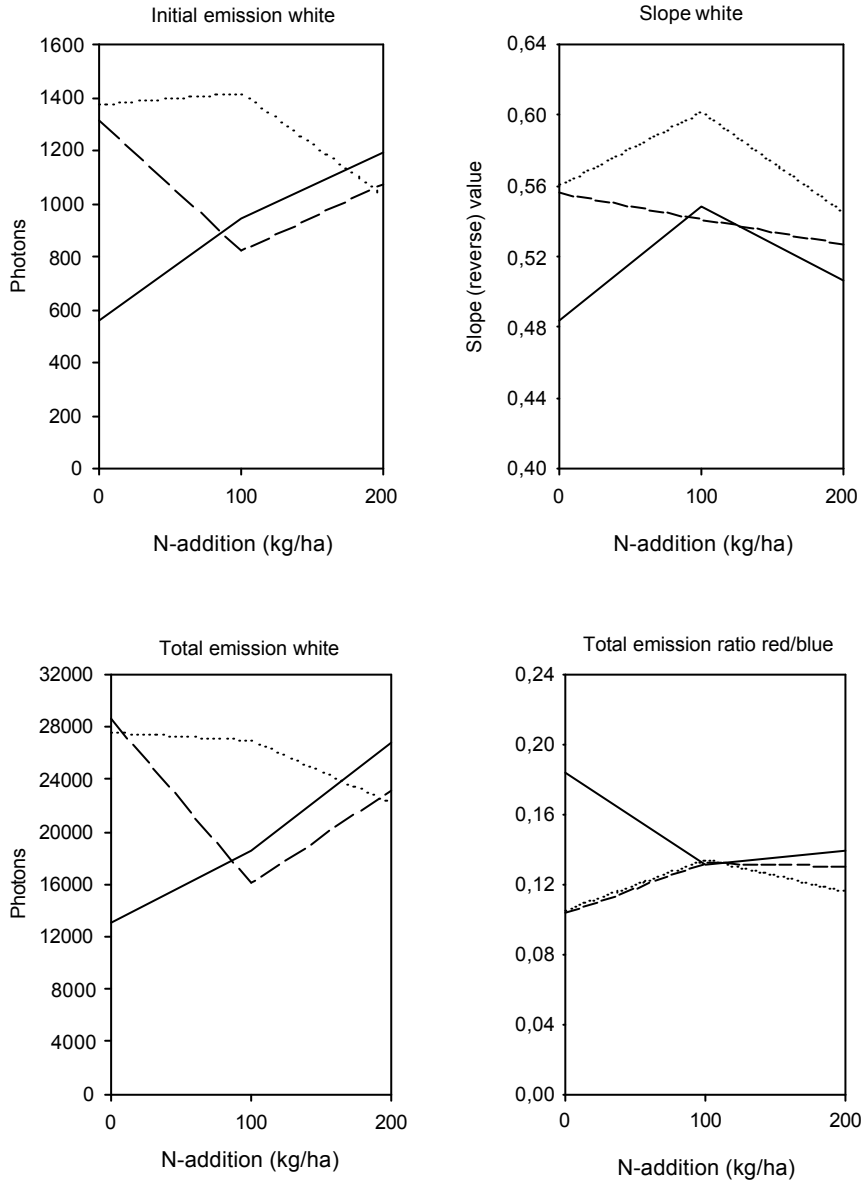 Initial emission white
1600
1400
1200
1000
800
600
400
200
0
Photons
0 100 200
N-addition (kg/ha)
Slope white
0,64
0,60
0,56
0,52
0,48
0,44
0,40
Slope (reverse) value
0 100 200
N-addition (kg/ha)
Total emission white
32000
28000
24000
20000
16000
12000
8000
4000
0
Photons
0 100 200
N-addition (kg/ha)
Total emission ratio red/blue
0,24
0,20
0,16
0,12
0,08
0,04
0,00
0 100 200
N-addition (kg/ha)